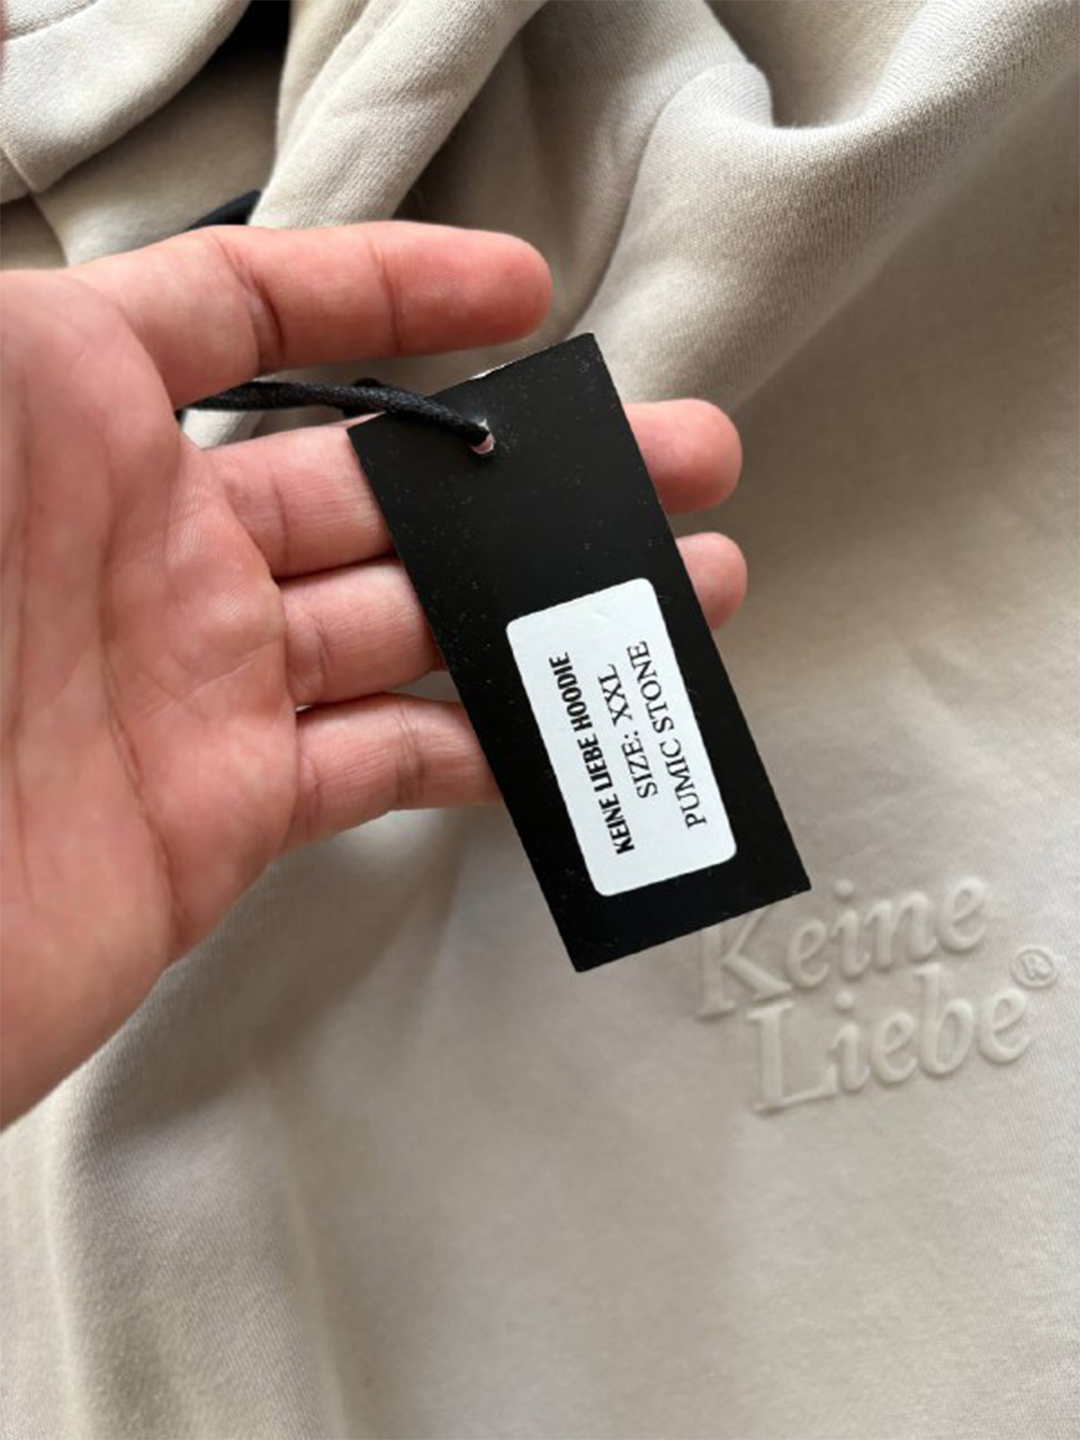 KEINE LIEBE HOODIE
SIZE: XXL
PUMIC STONE
Keine
Liebe®